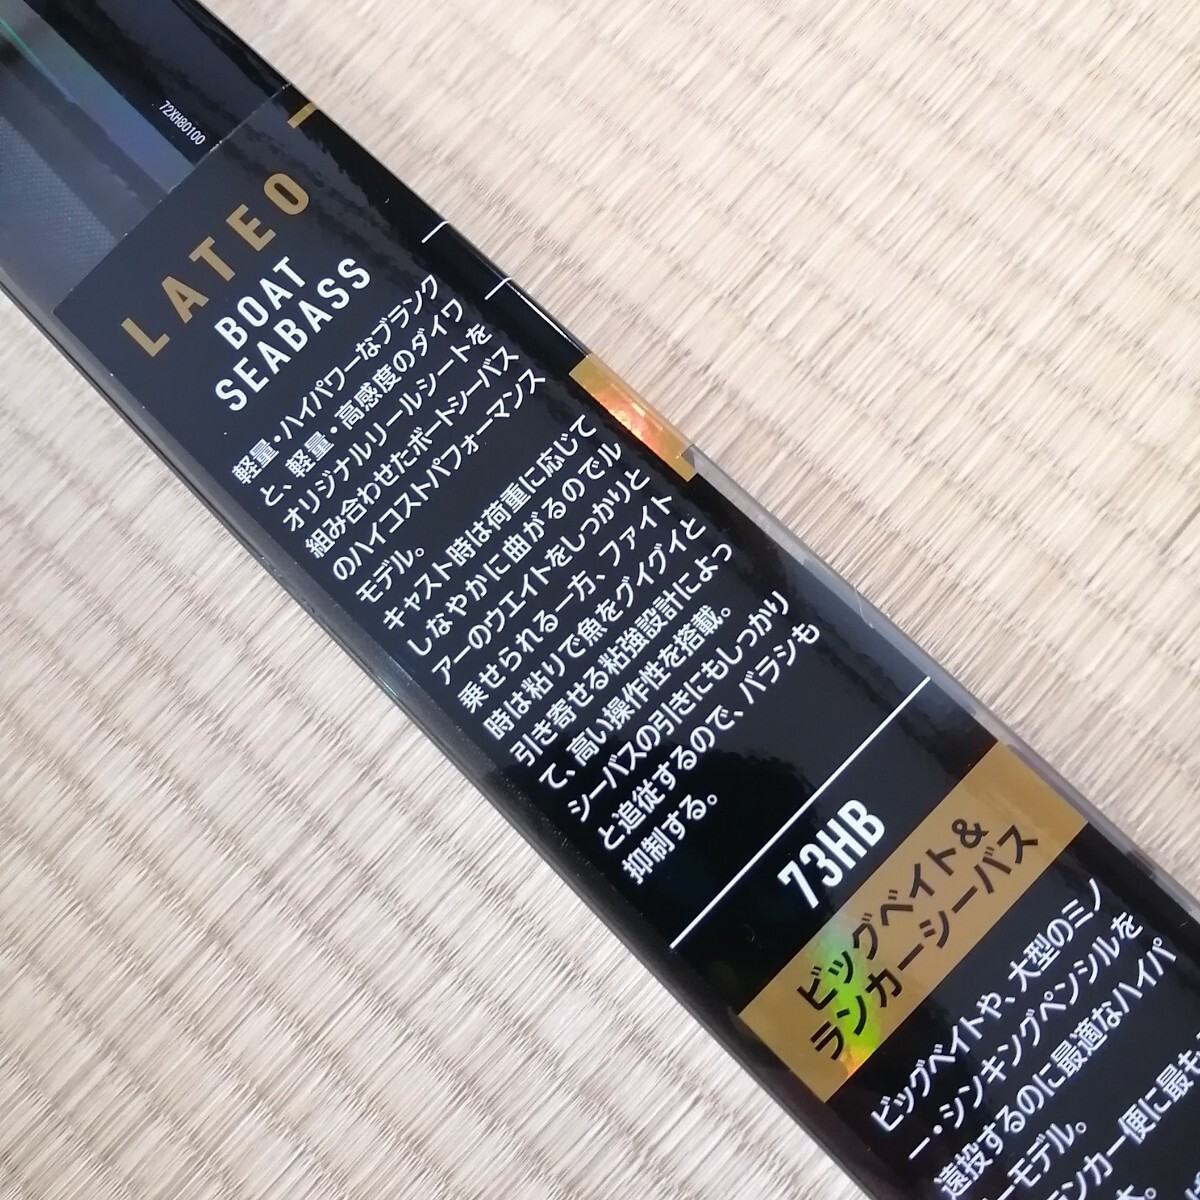 72XH80100
LATEO
BOAT
SEABASS
軽量・ハイパワーなブランク
と、軽量・高感度のダイワ
オリジナルリールシートを
組み合わせたボートシーバス
のハイコストパフォーマンス
モデル。
キャスト時は荷重に応じて
しなやかに曲がるのでル
アーのウエイトをしっかりと
乗せられる一方、ファイト
時は粘りで魚をグイグイと
引き寄せる粘強設計によっ
て、高い操作性を搭載。
シーバスの引きにもしっかり
と追従するので、バラシも
抑制する。
73HB
ビッグベイト&
ランカーシーバス
ビッグベイトや、大型のミノ
ー・シンキングペンシルを
遠投するのに最適なハイパ
ーモデル。
ンカー便に最も